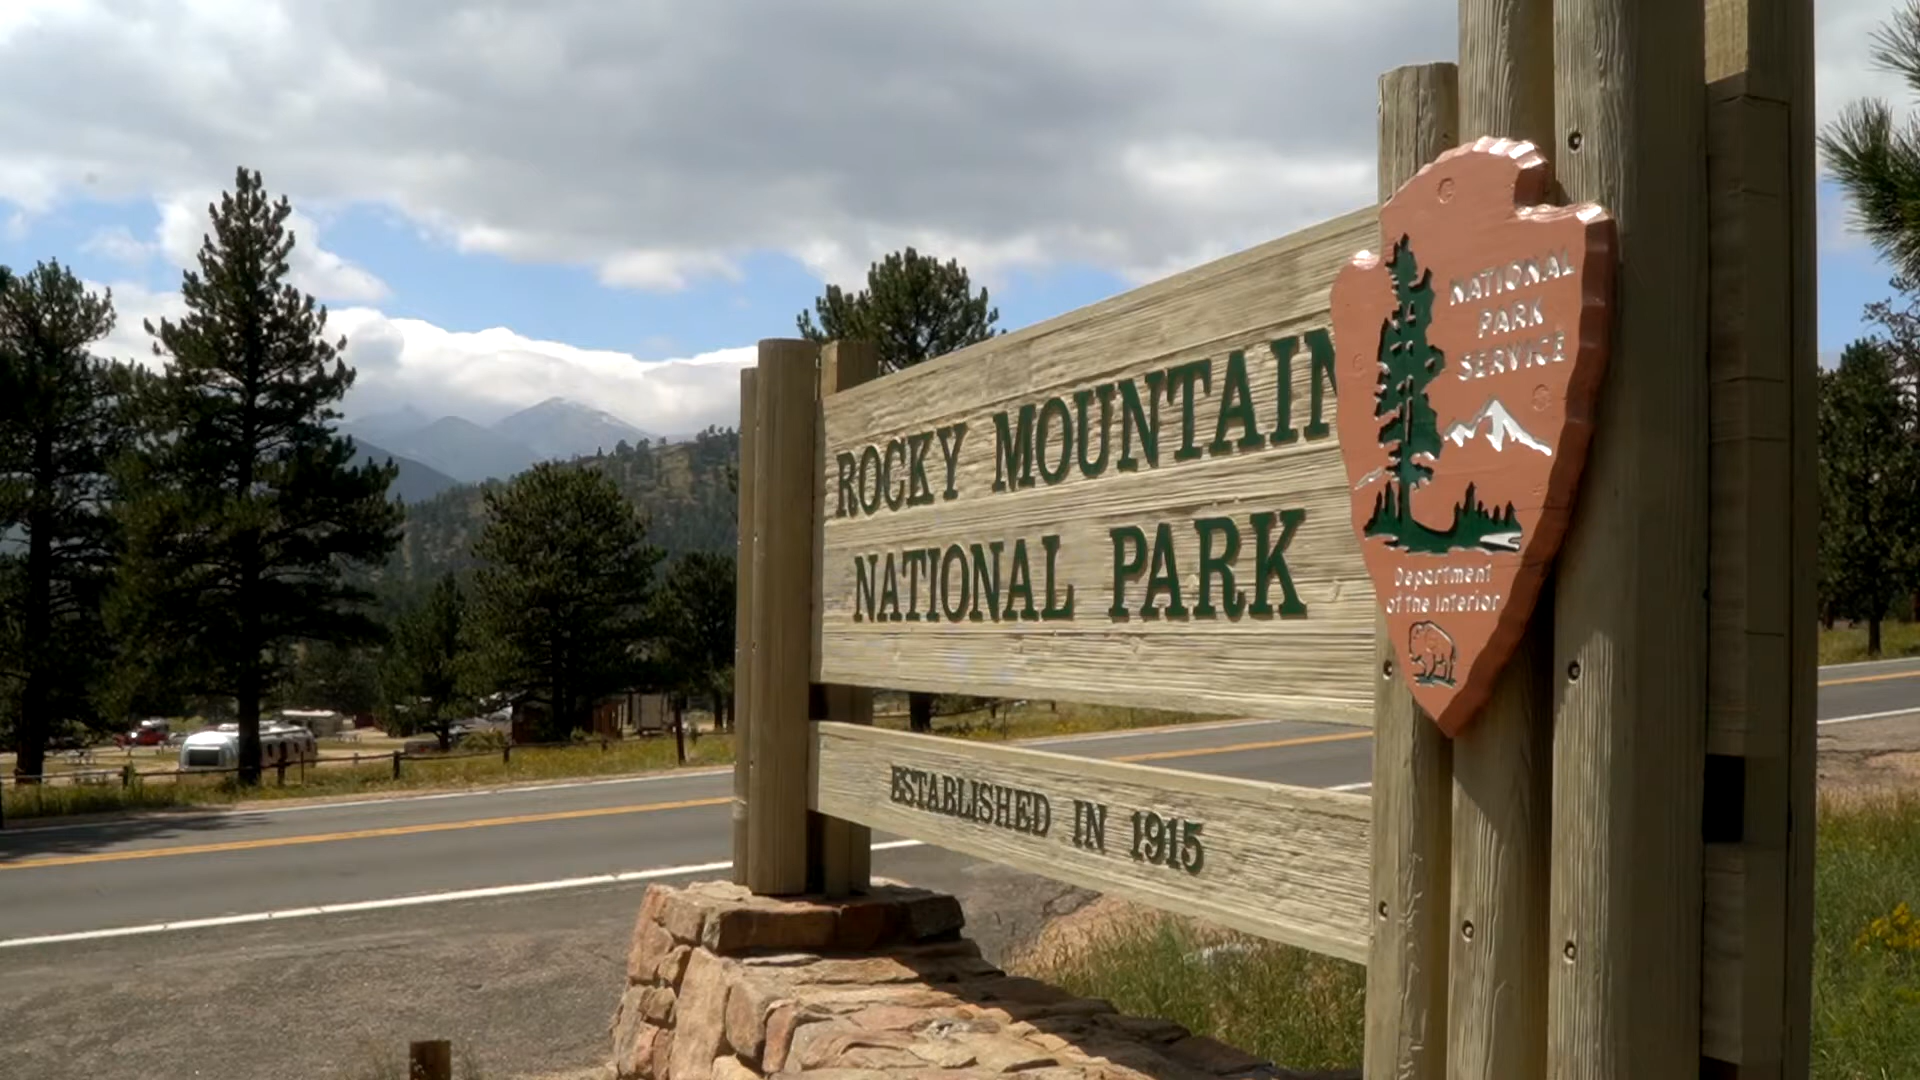 ROCKY MOUNTAIN
NATIONAL PARK
ESTABLISHED IN 1915
NATIONAL
PARK
SERVICE
Department
of the Interior